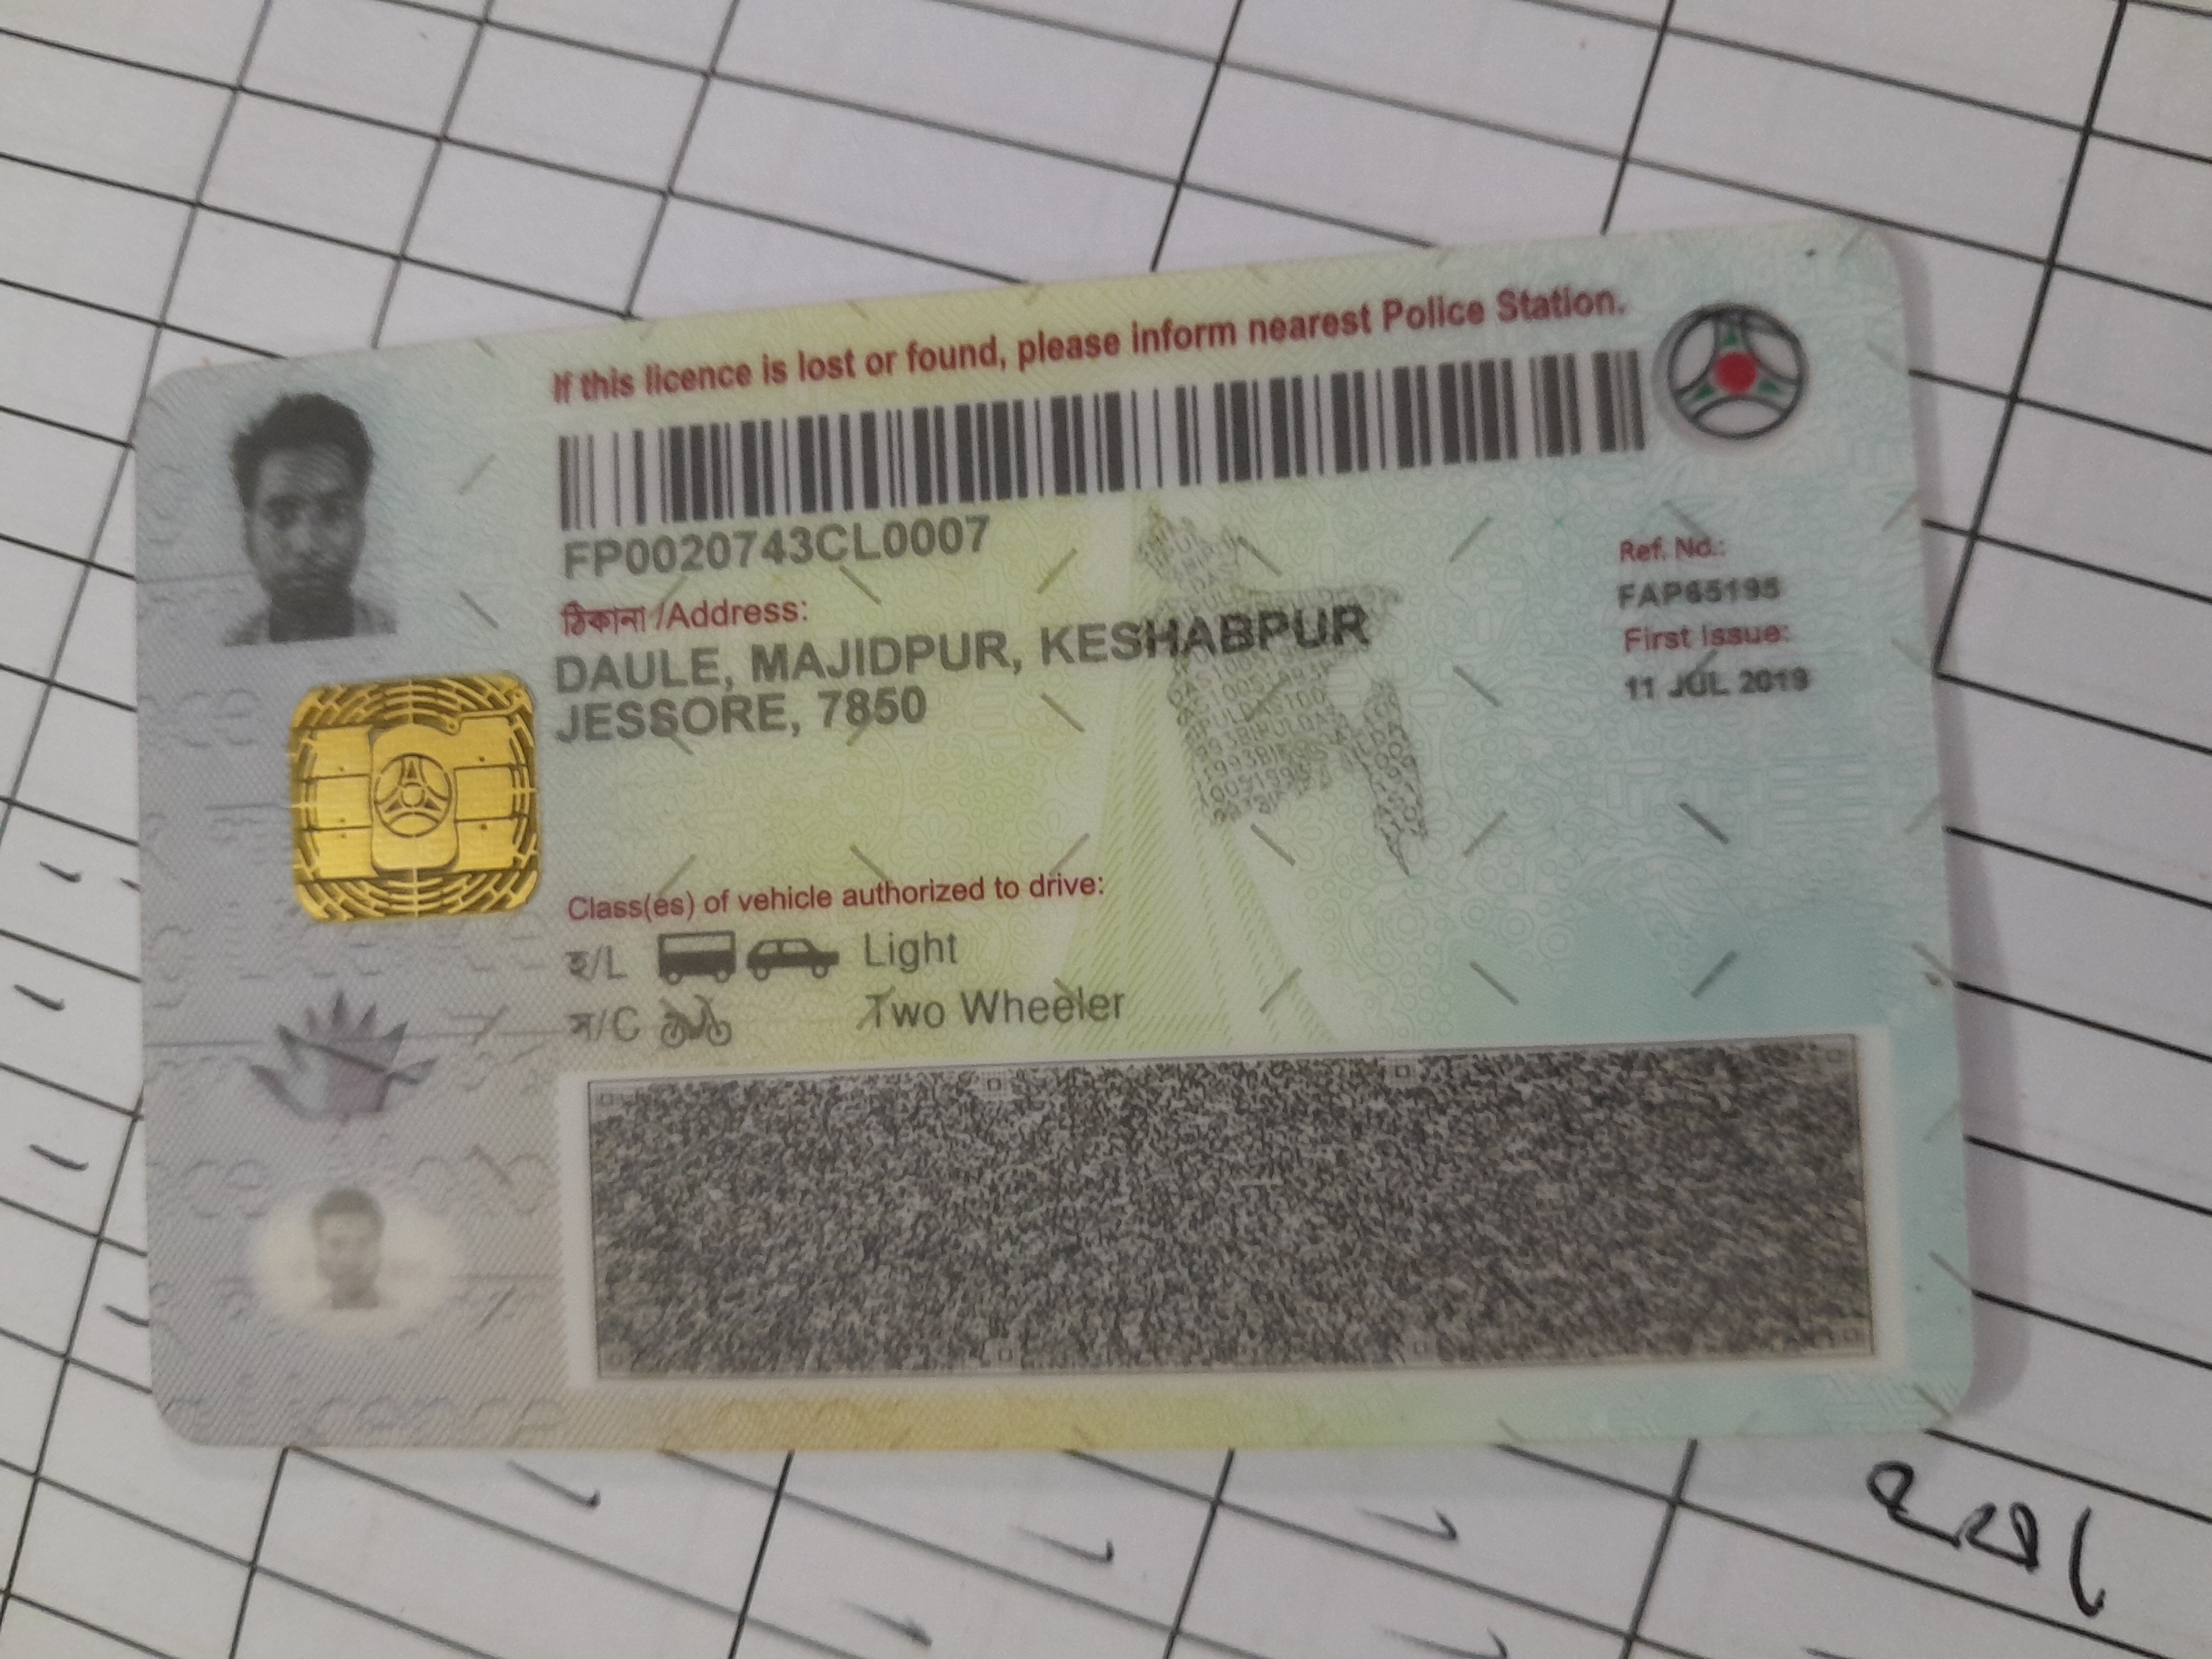 If this licence is lost or found, please inform nearest Police Station.
FP0020743CL0007
ঠিকানা /Address:
DAULE, MAJIDPUR, KESHABPUR
JESSORE, 7850
Ref. No.:
FAP65195
First Issue:
11 JUL 2019
Class(es) of vehicle authorized to drive:
হ/L Light
ম/C Two Wheeler